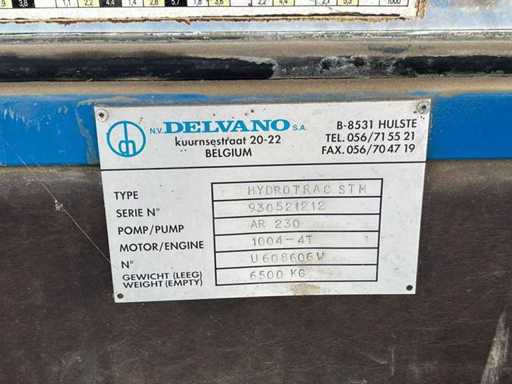 N.V. DELVANO S.A.
kuurnsestraat 20-22
BELGIUM
B-8531 HULSTE
TEL. 056/71 55 21
FAX. 056/70 47 19
TYPE HYDROTRAC STM
SERIE N° 930521212
POMP/PUMP AR 230
MOTOR/ENGINE 1004-4T
N° U608606W
GEWICHT (LEEG) 6500 KG
WEIGHT (EMPTY)